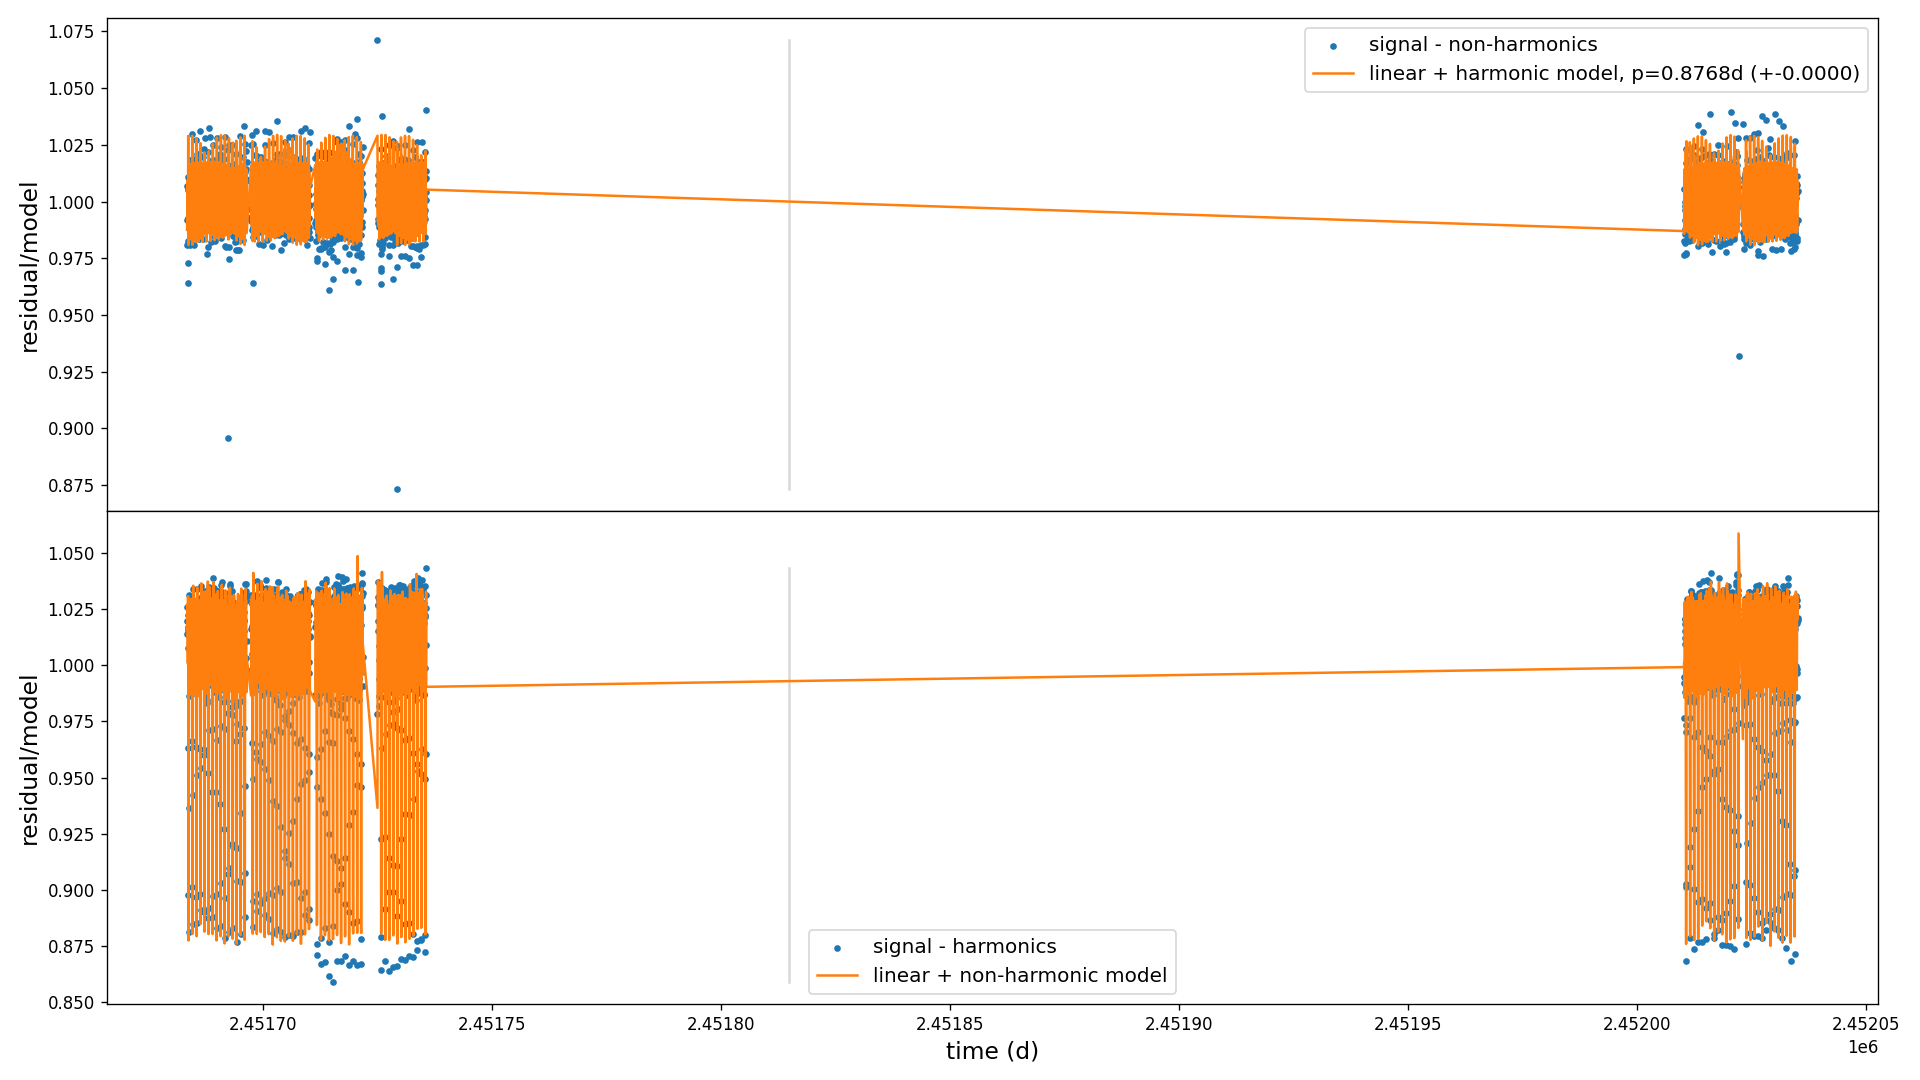 1.075
1.050
1.025
1.000
0.975
0.950
0.925
0.900
0.875
residual/model
signal - non-harmonics
linear + harmonic model, p=0.8768d (+-0.0000)
1.050
1.025
1.000
0.975
0.950
0.925
0.900
0.875
0.850
residual/model
signal - harmonics
linear + non-harmonic model
2.45170 2.45175 2.45180 2.45185 2.45190 2.45195 2.45200 2.45205
1e6
time (d)